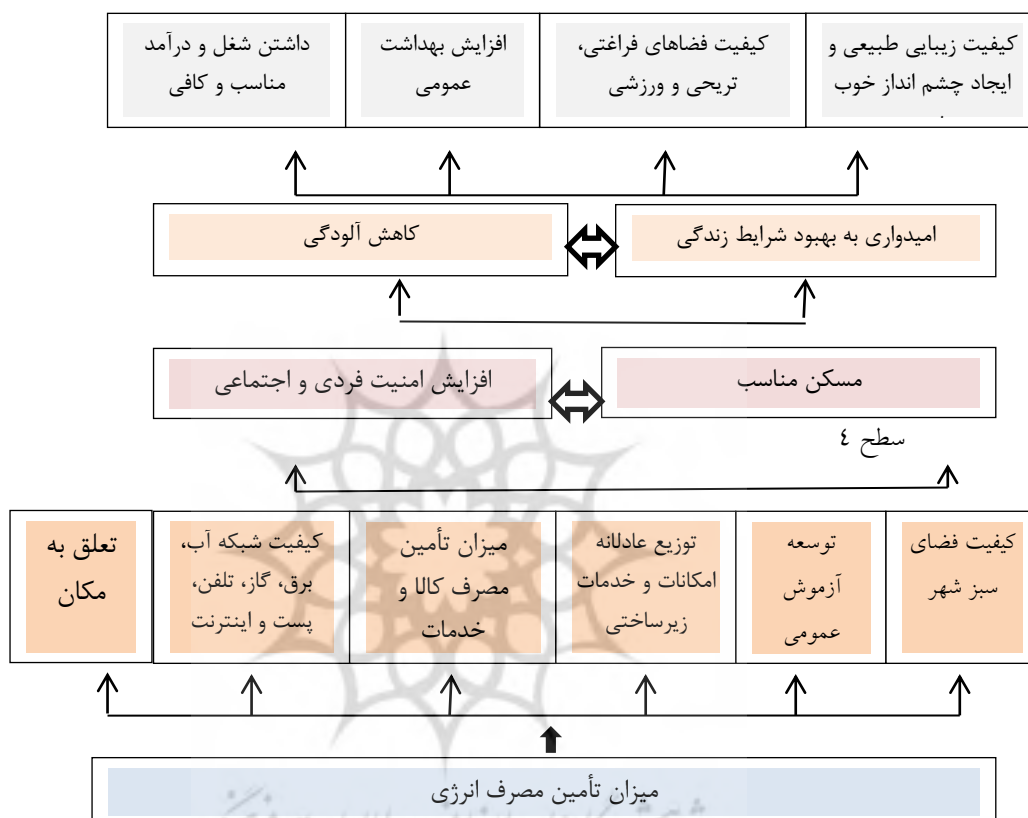 کیفیت زیبایی طبیعی و
ایجاد چشم انداز خوب
.
کیفیت فضاهای فراغتی،
تریحی و ورزشی
افزایش بهداشت
عمومی
داشتن شغل و درآمد
مناسب و کافی
امیدواری به بهبود شرایط زندگی
کاهش آلودگی
مسکن مناسب
افزایش امنیت فردی و اجتماعی
سطح ٤
کیفیت فضای
سبز شهر
توسعه
آزموش
عمومی
توزیع عادلانه
امکانات و خدمات
زیرساختی
میزان تأمین
مصرف کالا و
خدمات
کیفیت شبکه آب،
برق، گاز، تلفن،
پست و اینترنت
تعلق به
مکان
میزان تأمین مصرف انرژی